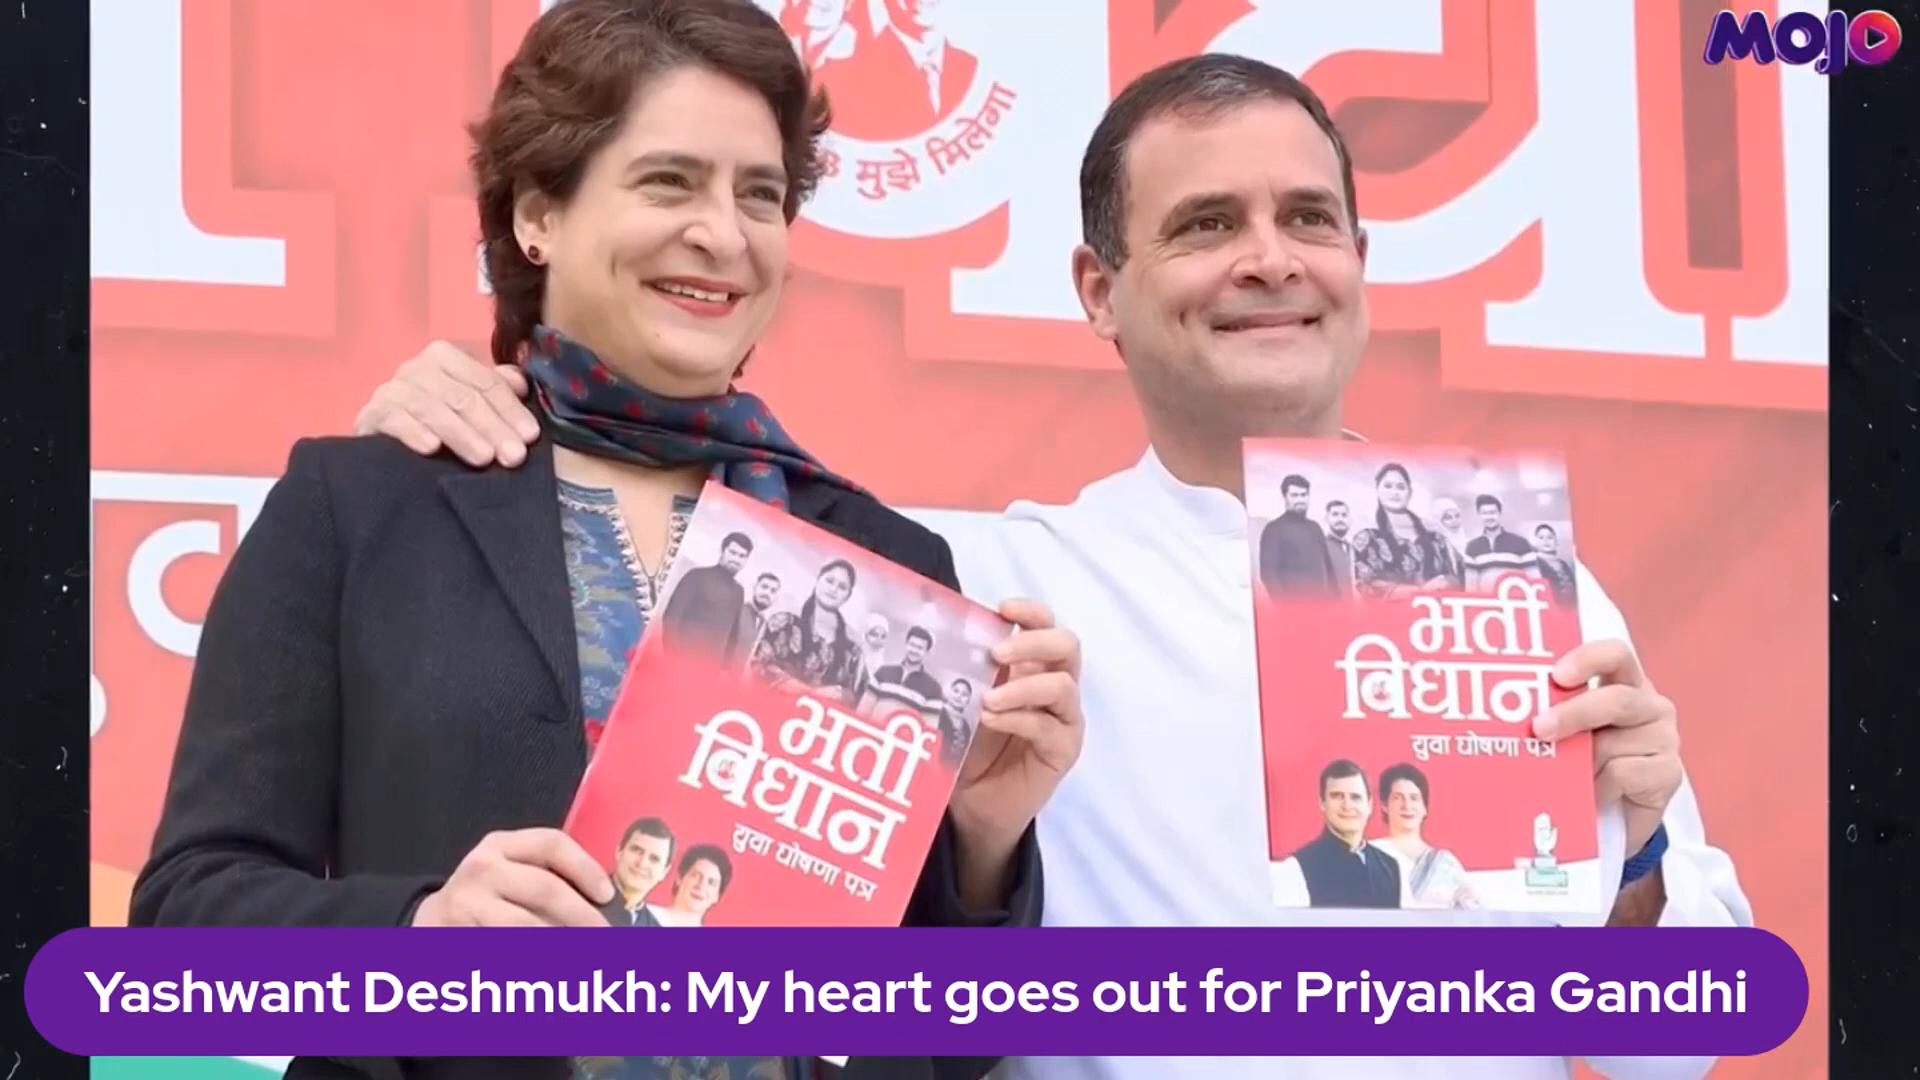 MOJO
मुझे मिलेगा
भर्ती
विधान
युवा घोषणा पत्र
भर्ती
विधान
युवा घोषणा पत्र
Yashwant Deshmukh: My heart goes out for Priyanka Gandhi